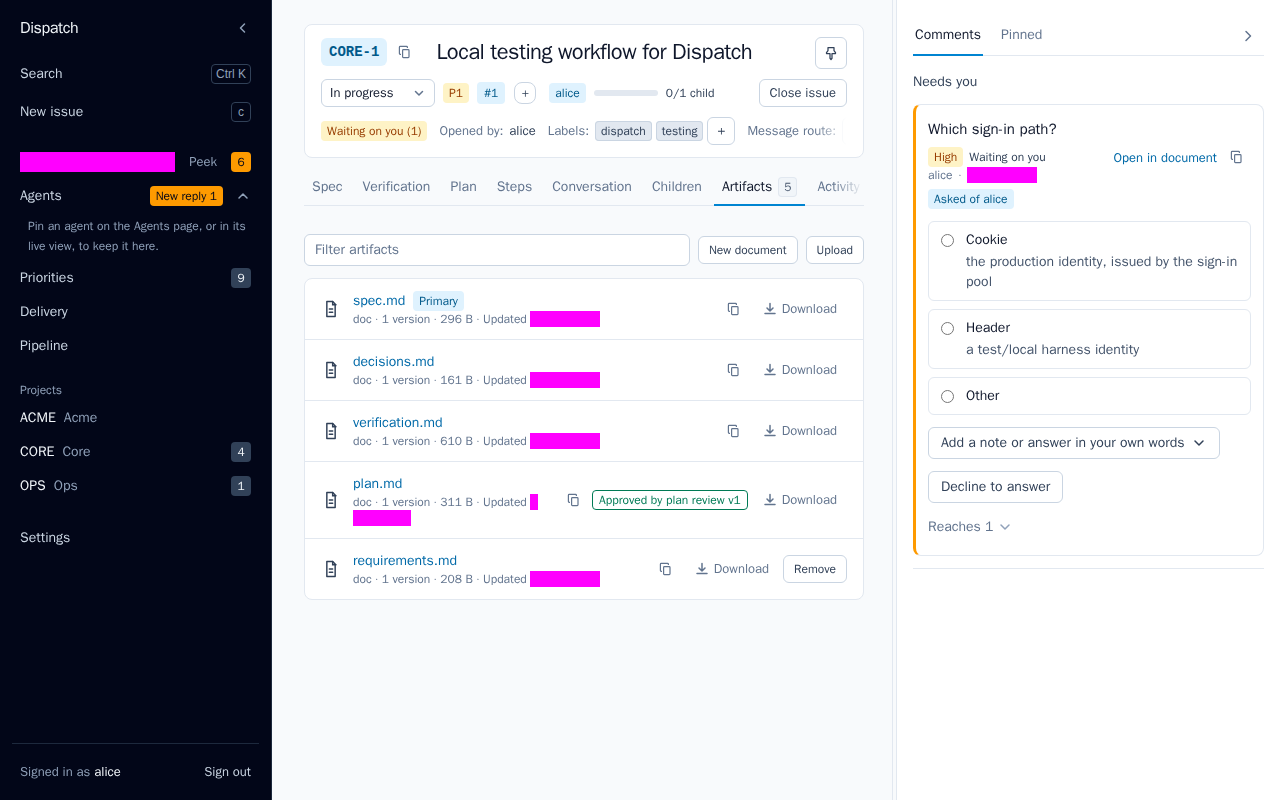 Dispatch
Search Ctrl K
New issue c
Peek 6
Agents New reply 1
Pin an agent on the Agents page, or in its
live view, to keep it here.
Priorities 9
Delivery
Pipeline
Projects
ACME Acme
CORE Core 4
OPS Ops 1
Settings
Signed in as alice Sign out
CORE-1 Local testing workflow for Dispatch
In progress P1 #1 + alice 0/1 child Close issue
Waiting on you (1) Opened by: alice Labels: dispatch testing + Message route:
Spec Verification Plan Steps Conversation Children Artifacts 5 Activity
Filter artifacts New document Upload
spec.md Primary
doc · 1 version · 296 B · Updated
Download
decisions.md
doc · 1 version · 161 B · Updated
Download
verification.md
doc · 1 version · 610 B · Updated
Download
plan.md
doc · 1 version · 311 B · Updated
Approved by plan review v1 Download
requirements.md
doc · 1 version · 208 B · Updated
Download Remove
Comments Pinned
Needs you
Which sign-in path?
High Waiting on you Open in document
alice ·
Asked of alice
Cookie
the production identity, issued by the sign-in
pool
Header
a test/local harness identity
Other
Add a note or answer in your own words
Decline to answer
Reaches 1